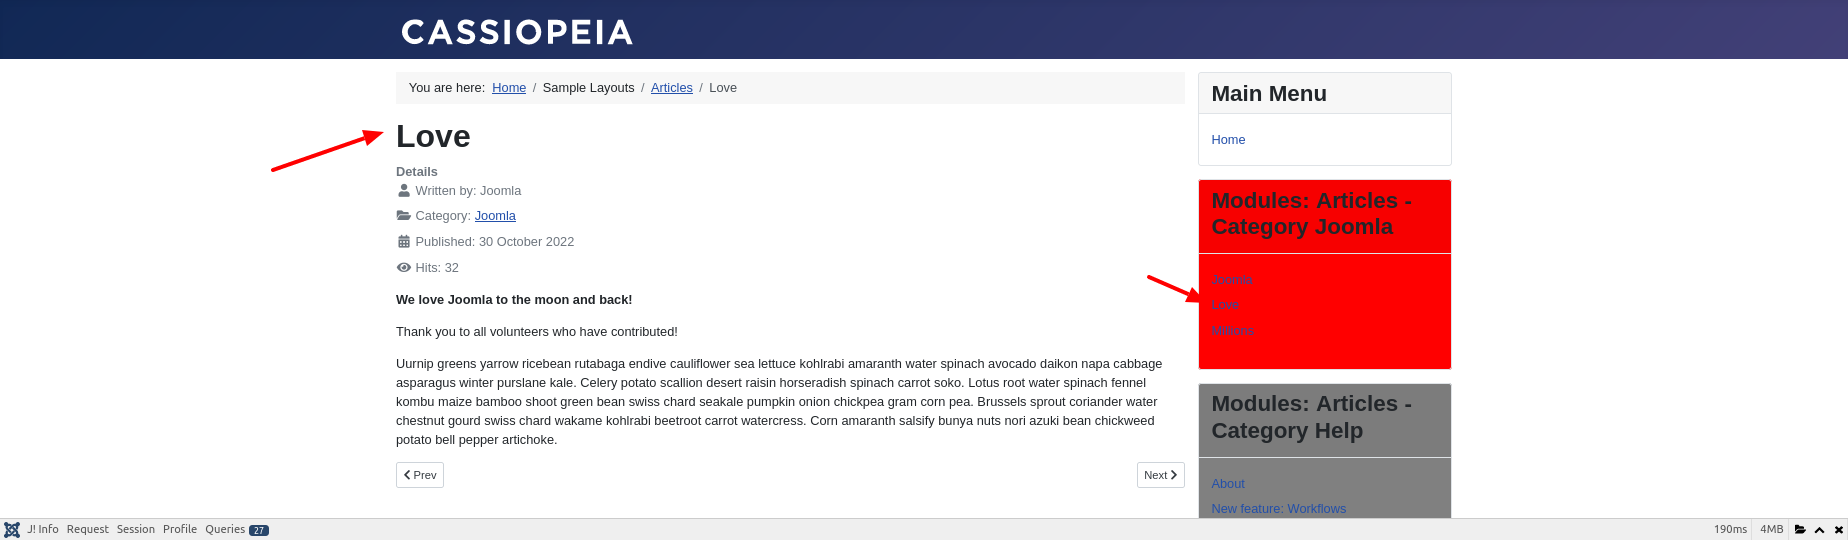 CASSIOPEIA
You are here: Home / Sample Layouts / Articles / Love
Love
Details
Written by: Joomla
Category: Joomla
Published: 30 October 2022
Hits: 32
We love Joomla to the moon and back!
Thank you to all volunteers who have contributed!
Uurnip greens yarrow ricebean rutabaga endive cauliflower sea lettuce kohlrabi amaranth water spinach avocado daikon napa cabbage
asparagus winter purslane kale. Celery potato scallion desert raisin horseradish spinach carrot soko. Lotus root water spinach fennel
kombu maize bamboo shoot green bean swiss chard seakale pumpkin onion chickpea gram corn pea. Brussels sprout coriander water
chestnut gourd swiss chard wakame kohlrabi beetroot carrot watercress. Corn amaranth salsify bunya nuts nori azuki bean chickweed
potato bell pepper artichoke.
Prev
Next
Main Menu
Home
Modules: Articles -
Category Joomla
Joomla
Love
Millions
Modules: Articles -
Category Help
About
New feature: Workflows
J! Info Request Session Profile Queries 27
190ms 4MB